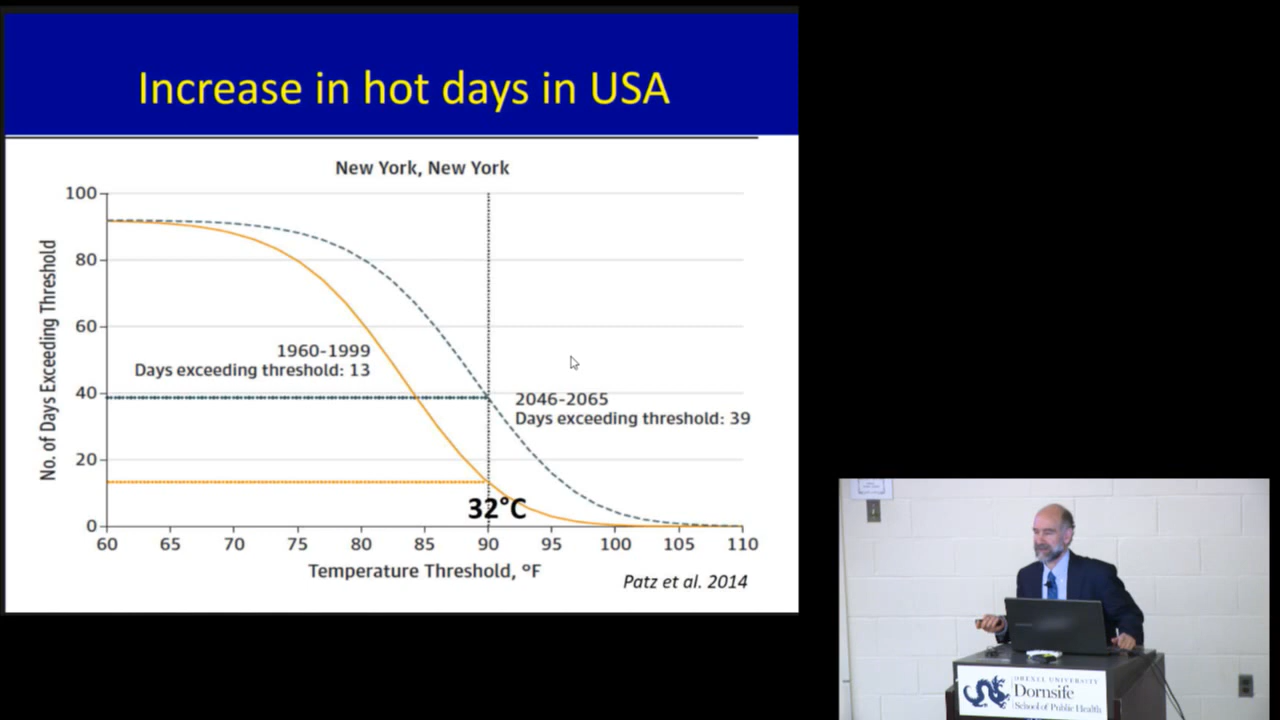 Increase in hot days in USA
New York, New York
No. of Days Exceeding Threshold
100
80
60
40
20
0
1960-1999
Days exceeding threshold: 13
2046-2065
Days exceeding threshold: 39
32°C
60 65 70 75 80 85 90 95 100 105 110
Temperature Threshold, °F
Patz et al. 2014
DREXEL UNIVERSITY
Dornsife
School of Public Health